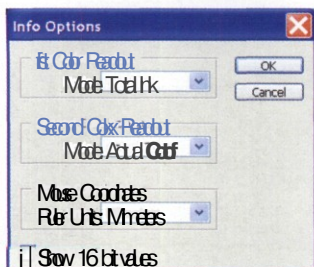 Info Options
OK
Cancel
Color Readout
Mode: Total Ink
Second Color Readout
Mode: Actual Color
Mouse Coordinates
Ruler Units: Millimeters
Show 16 bit values